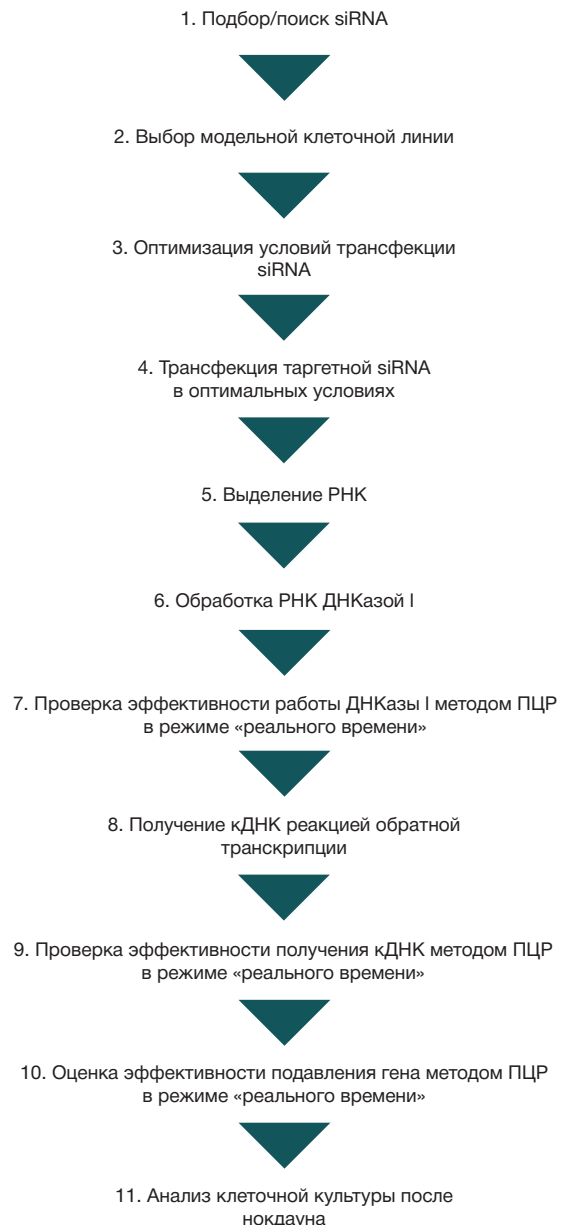 1. Подбор/поиск siRNA
2. Выбор модельной клеточной линии
3. Оптимизация условий трансфекции
siRNA
4. Трансфекция таргетной siRNA
в оптимальных условиях
5. Выделение РНК
6. Обработка РНК ДНКазой I
7. Проверка эффективности работы ДНКазы I методом ПЦР
в режиме «реального времени»
8. Получение кДНК реакцией обратной
транскрипции
9. Проверка эффективности получения кДНК методом ПЦР
в режиме «реального времени»
10. Оценка эффективности подавления гена методом ПЦР
в режиме «реального времени»
11. Анализ клеточной культуры после
нокдауна